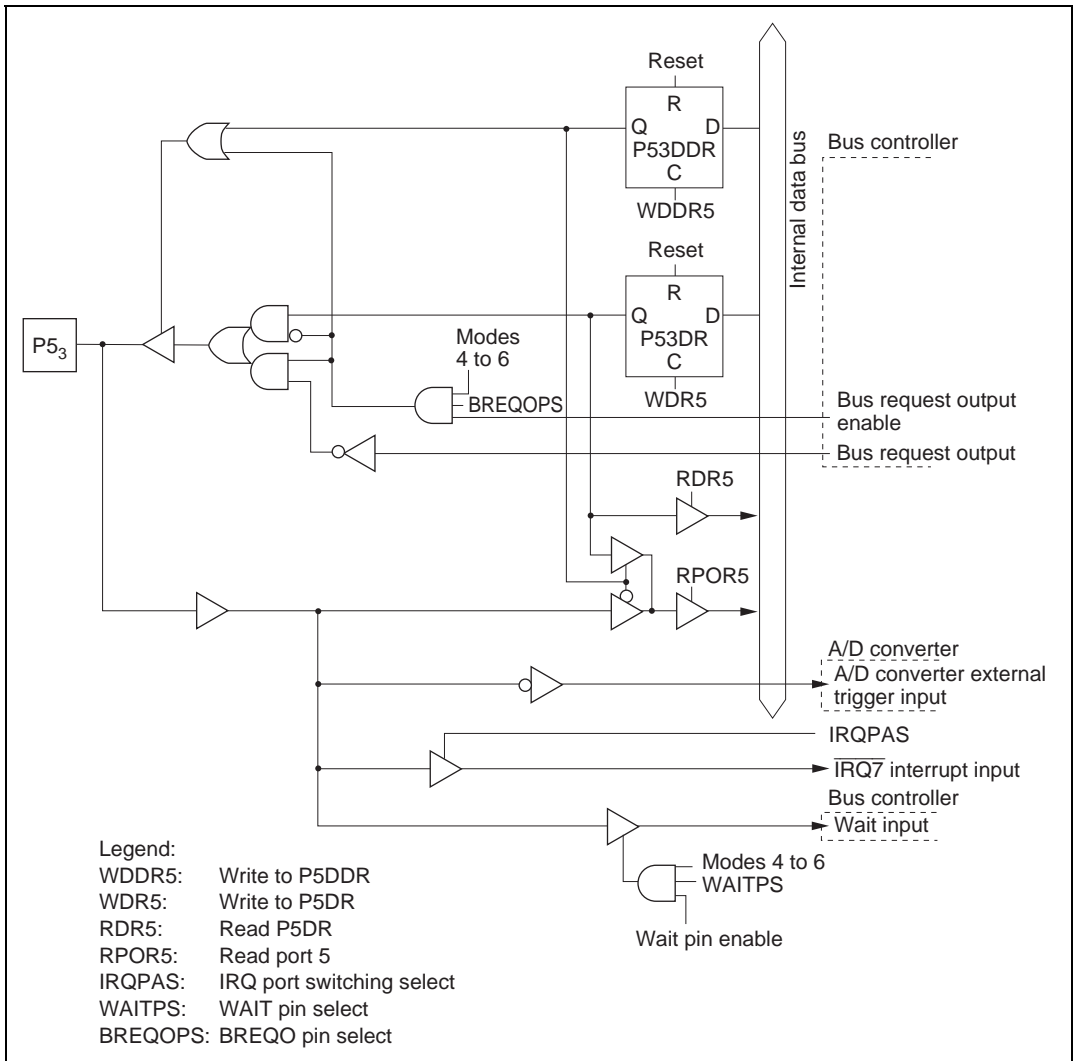 Reset
R
Q D
P53DDR
C
WDDR5
Internal data bus
Bus controller
Reset
R
Q D
P53DR
C
WDR5
P5₃
Modes
4 to 6
BREQOPS
Bus request output
enable
Bus request output
RDR5
RPOR5
A/D converter
A/D converter external
trigger input
IRQPAS
IRQ7 interrupt input
Bus controller
Wait input
Modes 4 to 6
WAITPS
Wait pin enable
Legend:
WDDR5: Write to P5DDR
WDR5: Write to P5DR
RDR5: Read P5DR
RPOR5: Read port 5
IRQPAS: IRQ port switching select
WAITPS: WAIT pin select
BREQOPS: BREQO pin select